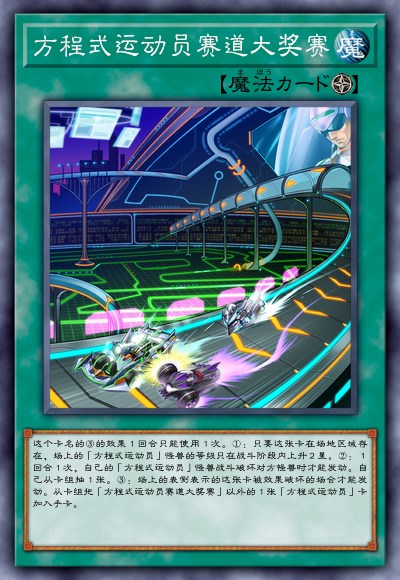 方程式运动员赛道大奖赛
魔
【魔法カード】
まほう
这个卡名的③的效果1回合只能使用1次。①：只要这张卡在场地区域存
在，场上的「方程式运动员」怪兽的等级只在战斗阶段内上升2星。②：1
回合1次，自己的「方程式运动员」怪兽战斗破坏对方怪兽时才能发动。自
己从卡组抽1张。③：场上的表侧表示的这张卡被效果破坏的场合才能发
动。从卡组把「方程式运动员赛道大奖赛」以外的1张「方程式运动员」卡
加入手卡。